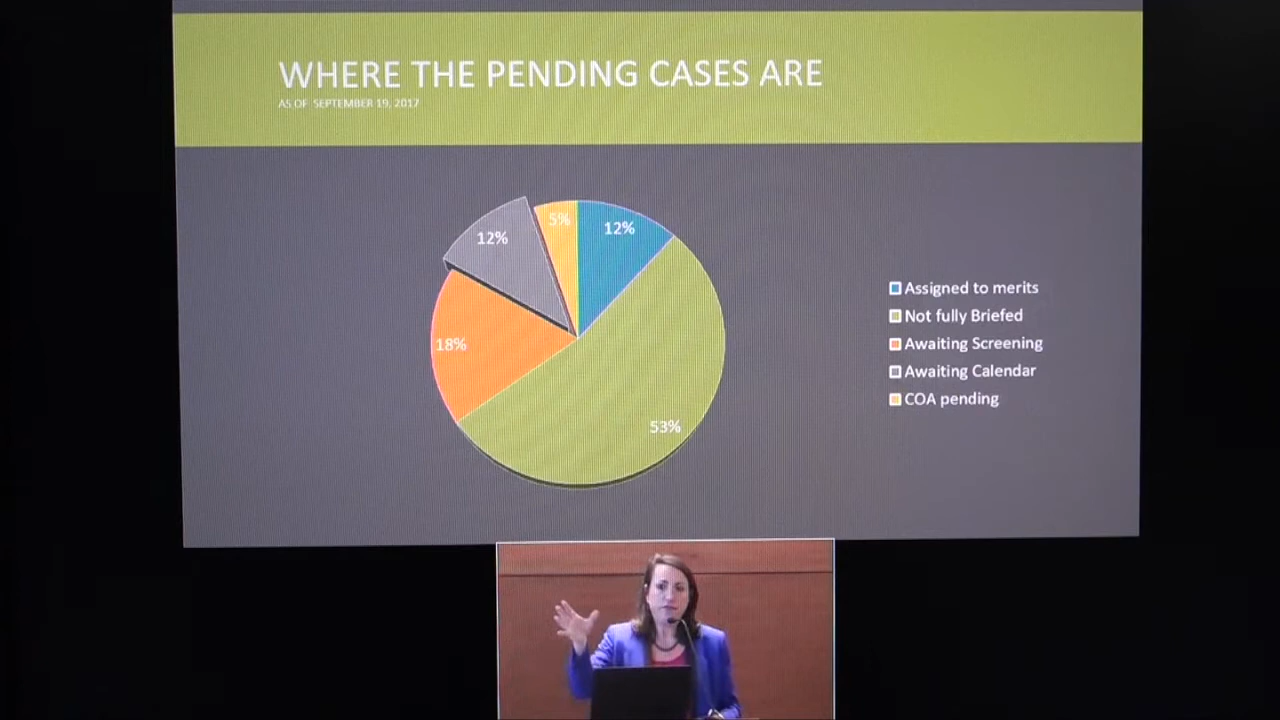 WHERE THE PENDING CASES ARE
AS OF SEPTEMBER 19, 2017
5%
12%
12%
18%
53%
Assigned to merits
Not fully Briefed
Awaiting Screening
Awaiting Calendar
COA pending